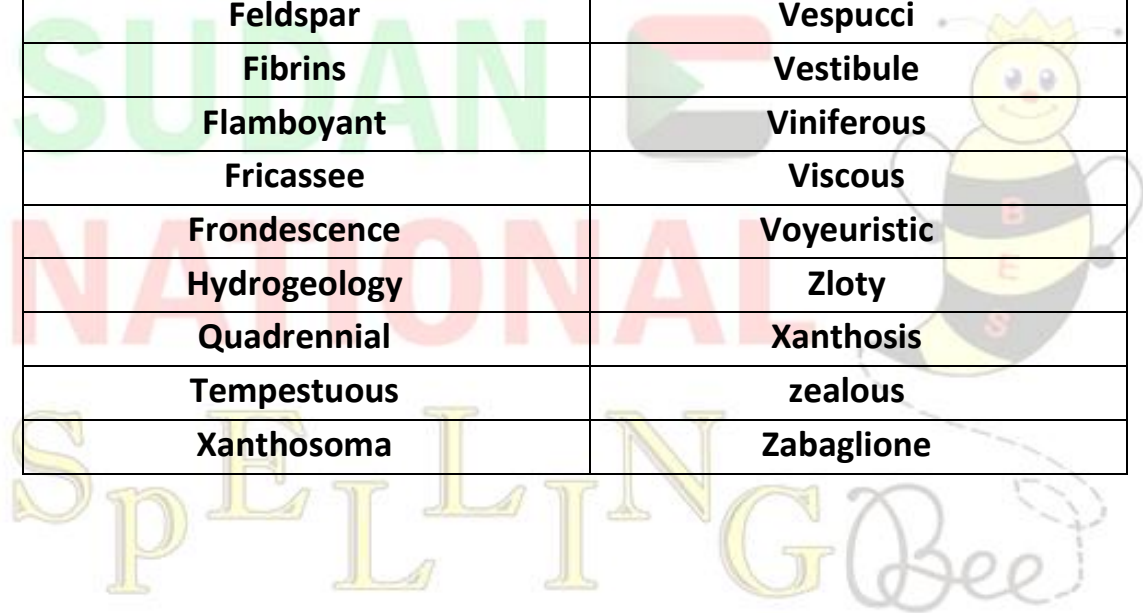 Feldspar Vespucci
Fibrins Vestibule
Flamboyant Viniferous
Fricassee Viscous
Frondescence Voyeuristic
Hydrogeology Zloty
Quadrennial Xanthosis
Tempestuous zealous
Xanthosoma Zabaglione
SUDAN
NATIONAL
SpELLING Bee
B
E
S